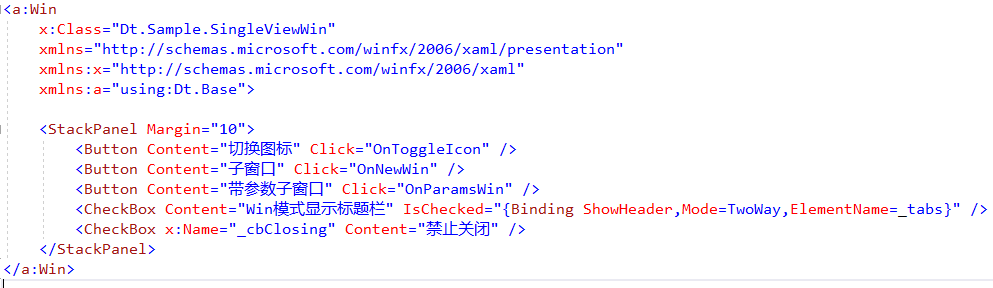 <a:Win
x:Class="Dt.Sample.SingleViewWin"
xmlns="http://schemas.microsoft.com/winfx/2006/xaml/presentation"
xmlns:x="http://schemas.microsoft.com/winfx/2006/xaml"
xmlns:a="using:Dt.Base">
<StackPanel Margin="10">
<Button Content="切换图标" Click="OnToggleIcon" />
<Button Content="子窗口" Click="OnNewWin" />
<Button Content="带参数子窗口" Click="OnParamsWin" />
<CheckBox Content="Win模式显示标题栏" IsChecked="{Binding ShowHeader,Mode=TwoWay,ElementName=_tabs}" />
<CheckBox x:Name="_cbClosing" Content="禁止关闭" />
</StackPanel>
</a:Win>